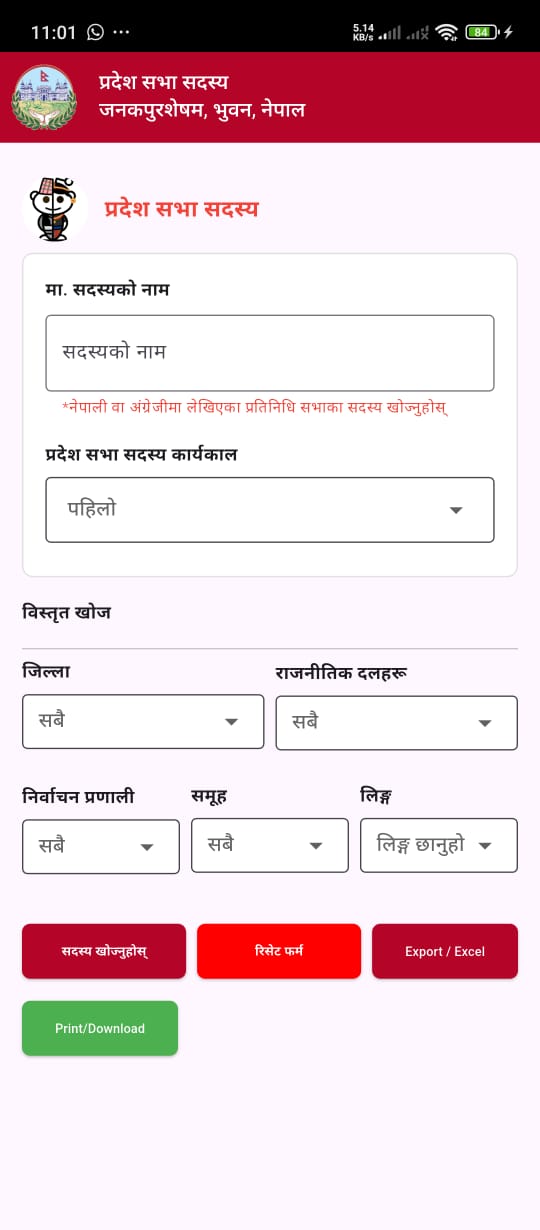 11:01
5.14
KB/s
84
प्रदेश सभा सदस्य
जनकपुरशेषम, भुवन, नेपाल
प्रदेश सभा सदस्य
मा. सदस्यको नाम
सदस्यको नाम
*नेपाली वा अंग्रेजीमा लेखिएका प्रतिनिधि सभाका सदस्य खोज्नुहोस्
प्रदेश सभा सदस्य कार्यकाल
पहिलो
विस्तृत खोज
जिल्ला राजनीतिक दलहरू
सबै सबै
निर्वाचन प्रणाली समूह लिङ्ग
सबै सबै लिङ्ग छानुहो
सदस्य खोज्नुहोस् रिसेट फर्म Export / Excel
Print/Download